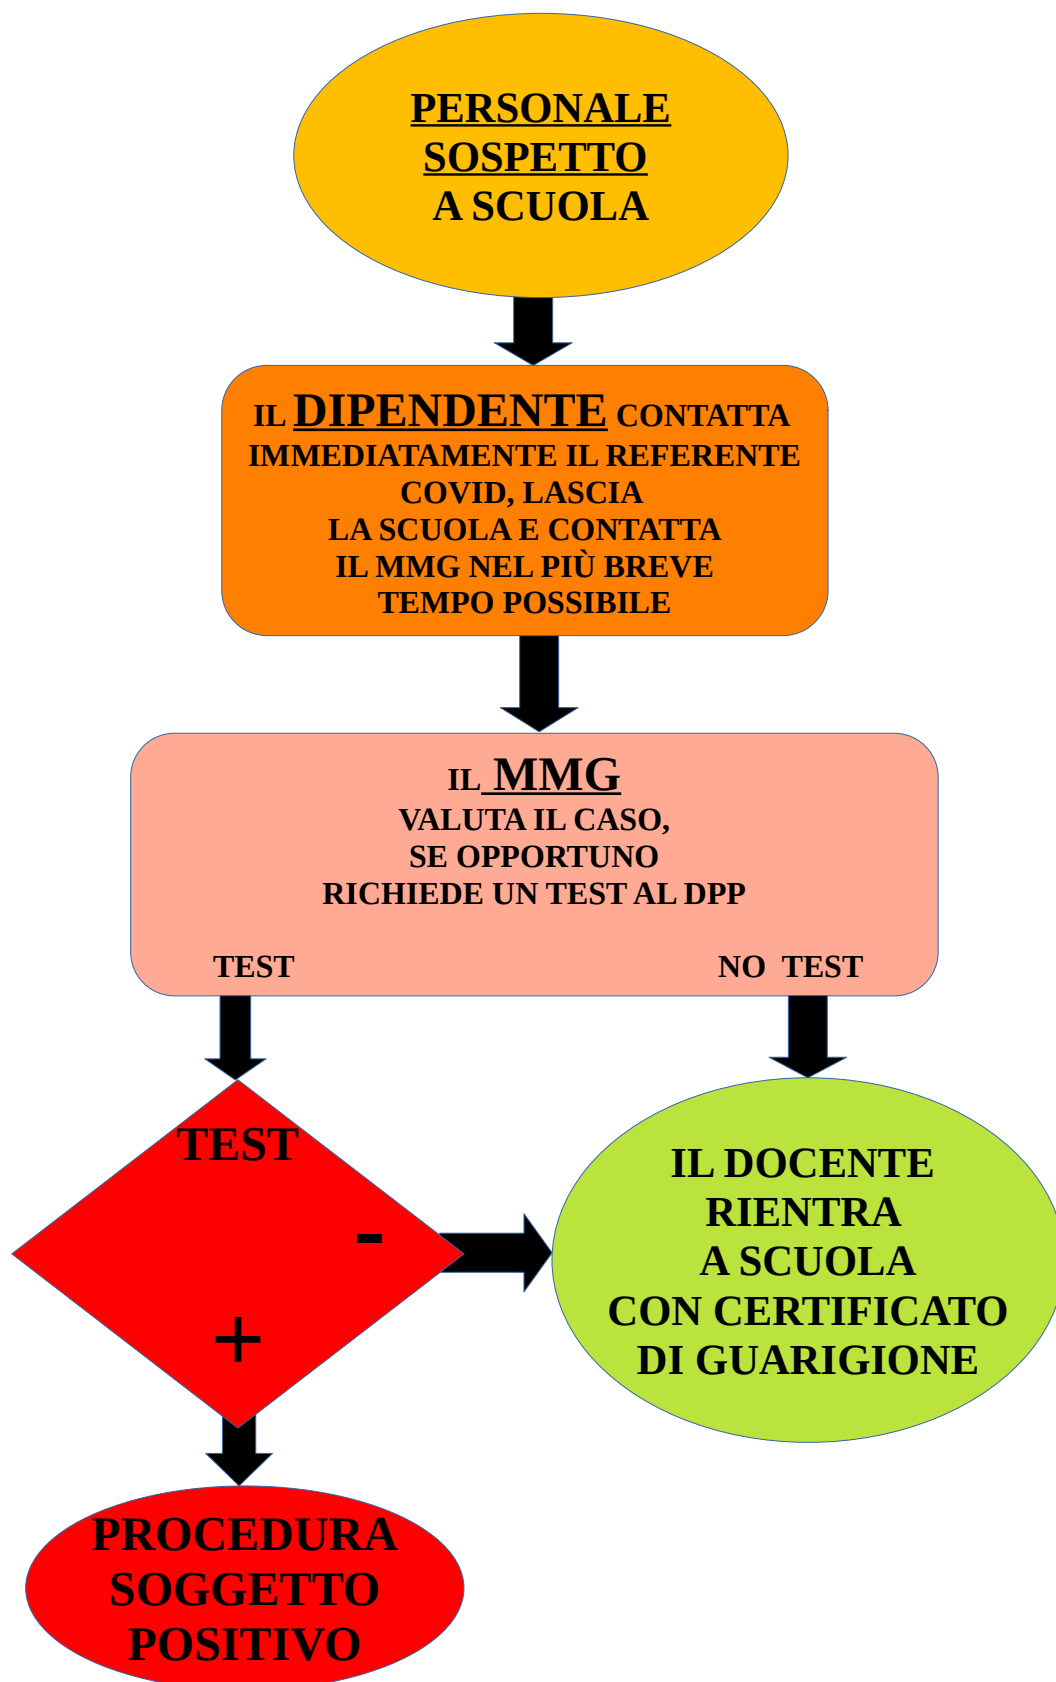 PERSONALE
SOSPETTO
A SCUOLA
IL DIPENDENTE CONTATTA
IMMEDIATAMENTE IL REFERENTE
COVID, LASCIA
LA SCUOLA E CONTATTA
IL MMG NEL PIÙ BREVE
TEMPO POSSIBILE
IL MMG
VALUTA IL CASO,
SE OPPORTUNO
RICHIEDE UN TEST AL DPP
TEST
NO TEST
TEST
-
+
IL DOCENTE
RIENTRA
A SCUOLA
CON CERTIFICATO
DI GUARIGIONE
PROCEDURA
SOGGETTO
POSITIVO